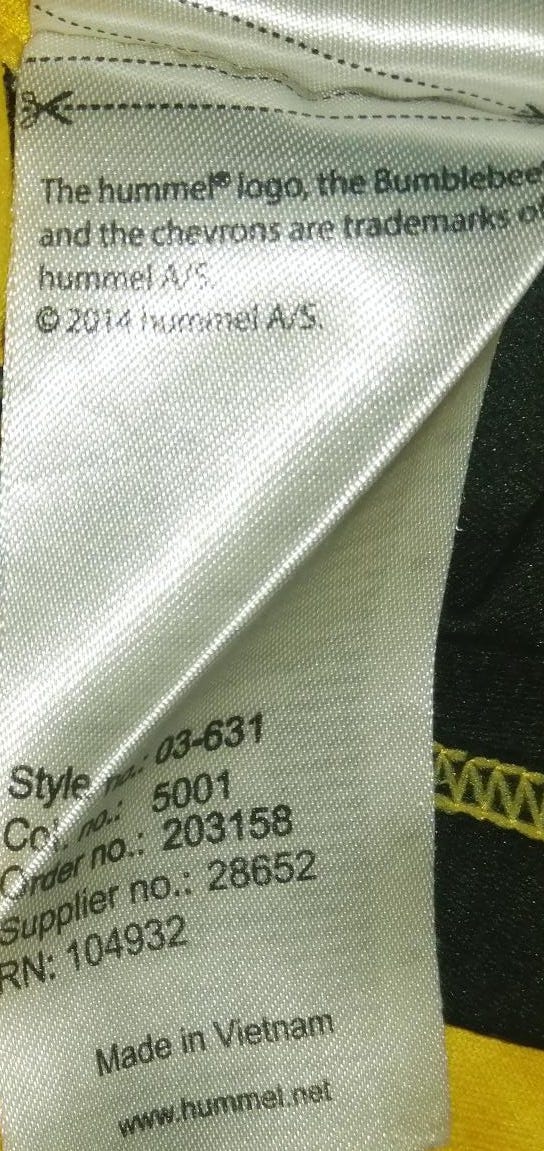 The hummel® logo, the Bumblebee®
and the chevrons are trademarks of
hummel A/S.
© 2014 hummel A/S.
Style no.: 03-631
Col. no.: 5001
Order no.: 203158
Supplier no.: 28652
RN: 104932
Made in Vietnam
www.hummel.net